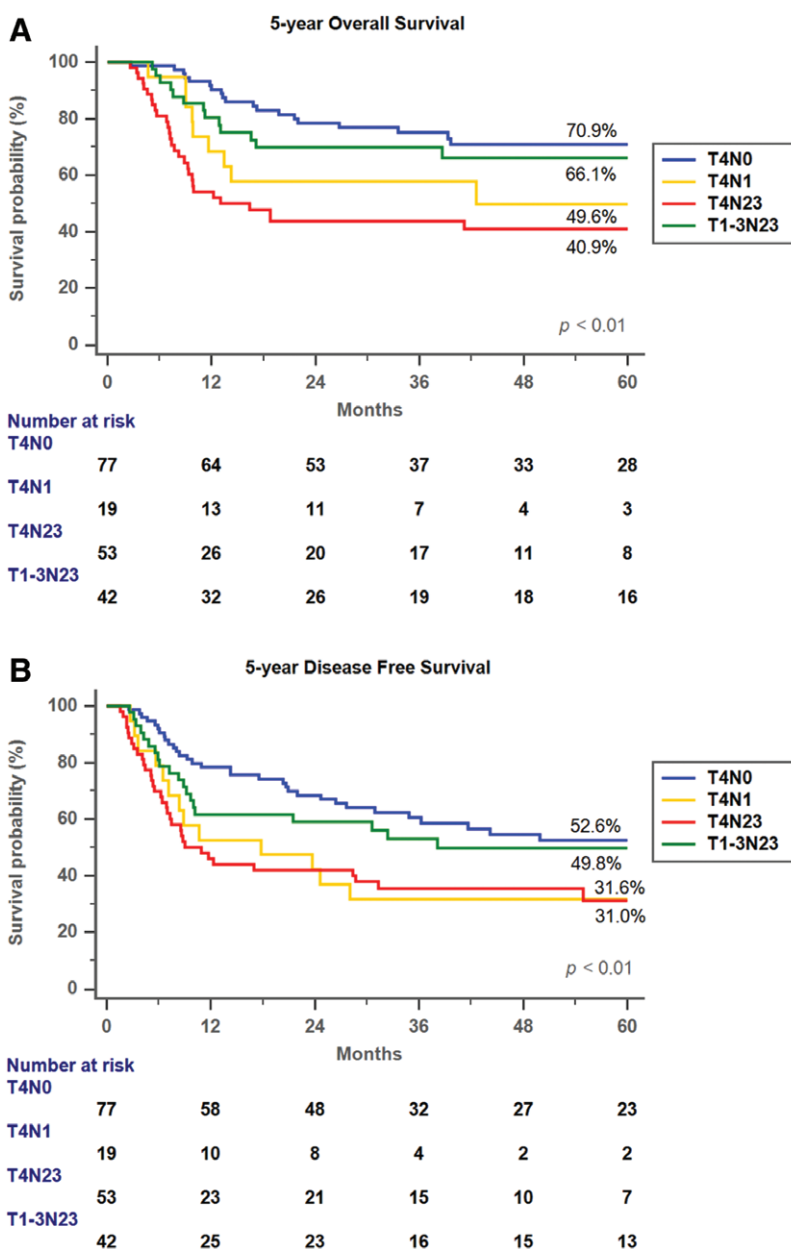 A
5-year Overall Survival
Survival probability (%)
100
80
60
40
20
0
70.9%
66.1%
49.6%
40.9%
p < 0.01
T4N0
T4N1
T4N23
T1-3N23
0 12 24 36 48 60
Months
Number at risk
T4N0
77 64 53 37 33 28
T4N1
19 13 11 7 4 3
T4N23
53 26 20 17 11 8
T1-3N23
42 32 26 19 18 16
B
5-year Disease Free Survival
Survival probability (%)
100
80
60
40
20
0
52.6%
49.8%
31.6%
31.0%
p < 0.01
T4N0
T4N1
T4N23
T1-3N23
0 12 24 36 48 60
Months
Number at risk
T4N0
77 58 48 32 27 23
T4N1
19 10 8 4 2 2
T4N23
53 23 21 15 10 7
T1-3N23
42 25 23 16 15 13